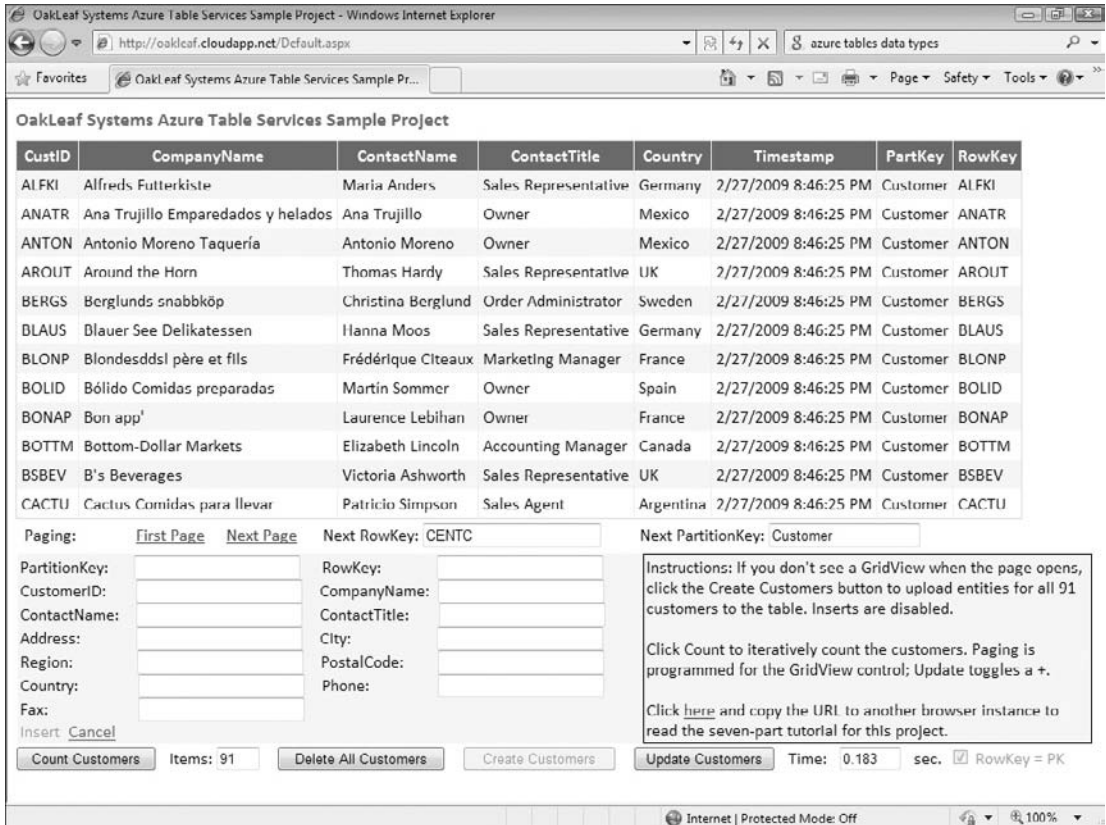 OakLeaf Systems Azure Table Services Sample Project - Windows Internet Explorer
http://oakleaf.cloudapp.net/Default.aspx
azure tables data types
Favorites OakLeaf Systems Azure Table Services Sample Pr... Page Safety Tools
OakLeaf Systems Azure Table Services Sample Project
CustID CompanyName ContactName ContactTitle Country Timestamp PartKey RowKey
ALFKI Alfreds Futterkiste Maria Anders Sales Representative Germany 2/27/2009 8:46:25 PM Customer ALFKI
ANATR Ana Trujillo Emparedados y helados Ana Trujillo Owner Mexico 2/27/2009 8:46:25 PM Customer ANATR
ANTON Antonio Moreno Taquería Antonio Moreno Owner Mexico 2/27/2009 8:46:25 PM Customer ANTON
AROUT Around the Horn Thomas Hardy Sales Representative UK 2/27/2009 8:46:25 PM Customer AROUT
BERGS Berglunds snabbköp Christina Berglund Order Administrator Sweden 2/27/2009 8:46:25 PM Customer BERGS
BLAUS Blauer See Delikatessen Hanna Moos Sales Representative Germany 2/27/2009 8:46:25 PM Customer BLAUS
BLONP Blondesddsl père et fils Frédérique Citeaux Marketing Manager France 2/27/2009 8:46:25 PM Customer BLONP
BOLID Bólido Comidas preparadas Martín Sommer Owner Spain 2/27/2009 8:46:25 PM Customer BOLID
BONAP Bon app' Laurence Lebihan Owner France 2/27/2009 8:46:25 PM Customer BONAP
BOTTM Bottom-Dollar Markets Elizabeth Lincoln Accounting Manager Canada 2/27/2009 8:46:25 PM Customer BOTTM
BSBEV B's Beverages Victoria Ashworth Sales Representative UK 2/27/2009 8:46:25 PM Customer BSBEV
CACTU Cactus Comidas para llevar Patricio Simpson Sales Agent Argentina 2/27/2009 8:46:25 PM Customer CACTU
Paging: First Page Next Page Next RowKey: CENTC Next PartitionKey: Customer
PartitionKey: RowKey:
CustomerID: CompanyName:
ContactName: ContactTitle:
Address: City:
Region: PostalCode:
Country: Phone:
Fax:
Insert Cancel
Instructions: If you don't see a GridView when the page opens,
click the Create Customers button to upload entities for all 91
customers to the table. Inserts are disabled.
Click Count to iteratively count the customers. Paging is
programmed for the GridView control; Update toggles a +.
Click here and copy the URL to another browser instance to
read the seven-part tutorial for this project.
Count Customers Items: 91 Delete All Customers Create Customers Update Customers Time: 0.183 sec. RowKey = PK
Internet | Protected Mode: Off 100%